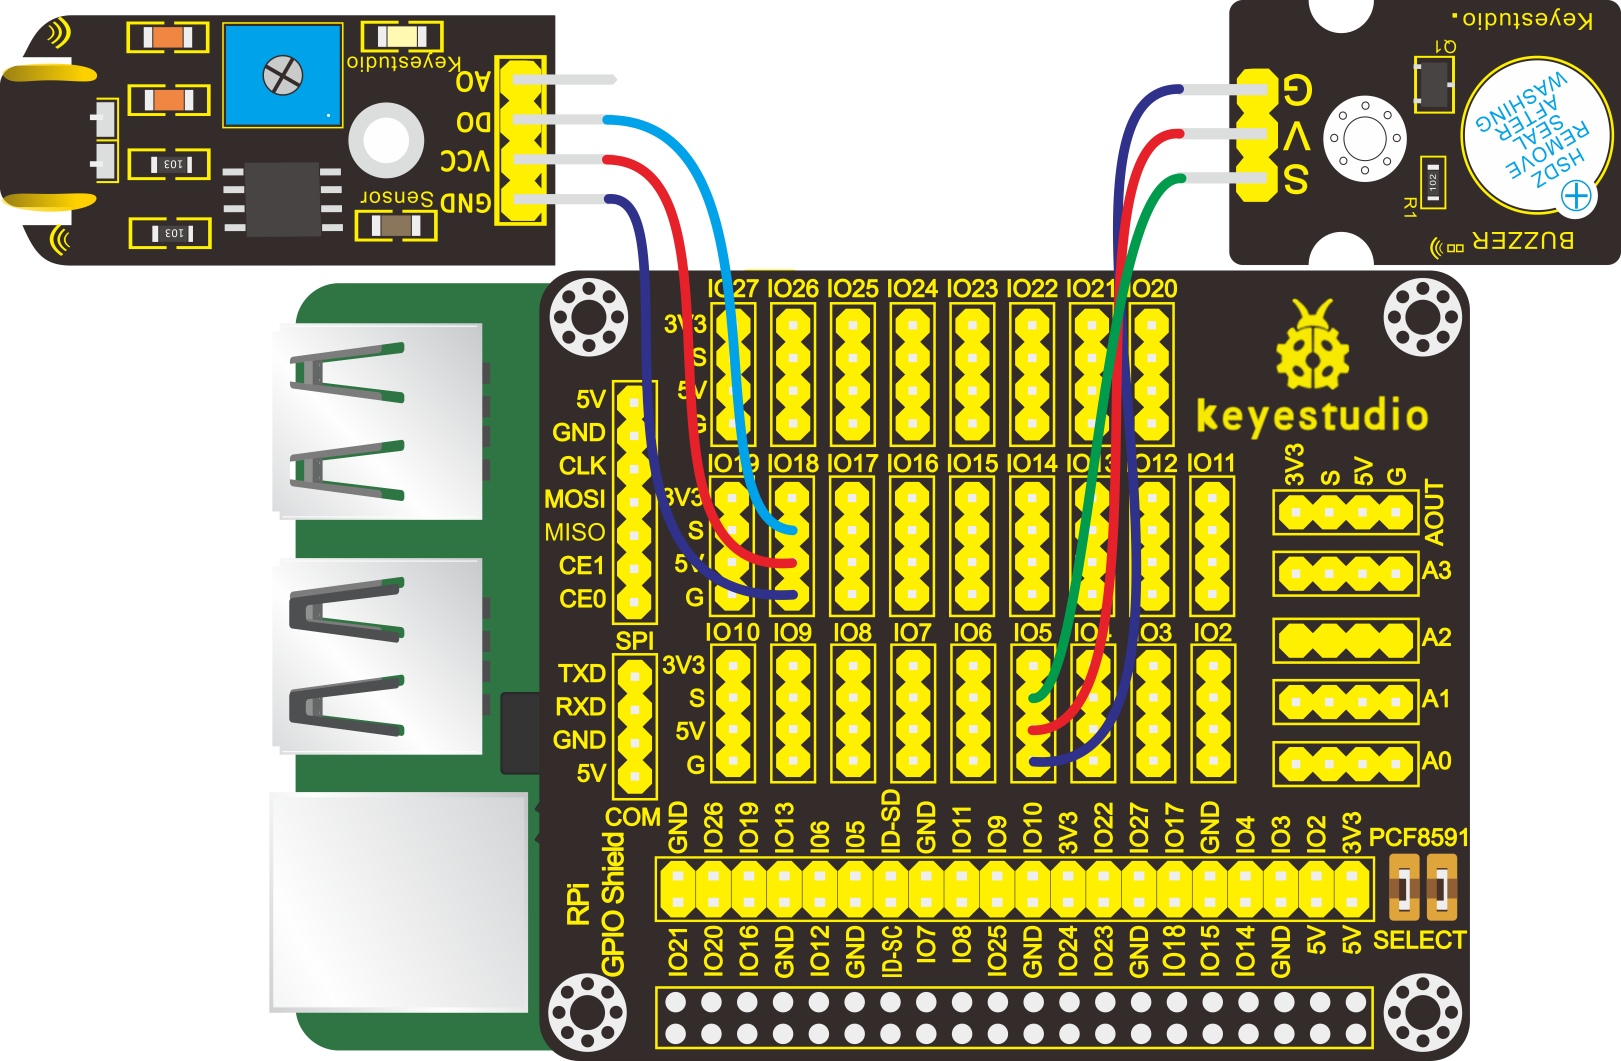 Keyestudio
AO
DO
VCC
GND
Sensor
103
103
Keyestudio.
Q1
G
V
S
102
R1
HSDZ
REMOVE
SEAL
AFTER
WASHING
BUZZER
IO27 IO26 IO25 IO24 IO23 IO22 IO21 IO20
3V3
S
5V
G
keyestudio
5V
GND
CLK
MOSI
MISO
CE1
CE0
SPI
IO19 IO18 IO17 IO16 IO15 IO14 IO13 IO12 IO11
3V3
S
5V
G
3V3 S 5V G
AOUT
A3
A2
A1
A0
IO10 IO9 IO8 IO7 IO6 IO5 IO4 IO3 IO2
3V3
S
5V
G
TXD
RXD
GND
5V
COM
GND IO26 IO19 IO13 I06 I05 ID-SD GND IO11 IO9 IO10 3V3 IO22 IO27 IO17 GND IO4 IO3 IO2 3V3
PCF8591
SELECT
RPi
GPIO Shield
IO21 IO20 IO16 GND IO12 GND ID-SC IO7 IO8 IO25 GND IO24 IO23 GND IO18 IO15 IO14 GND 5V 5V